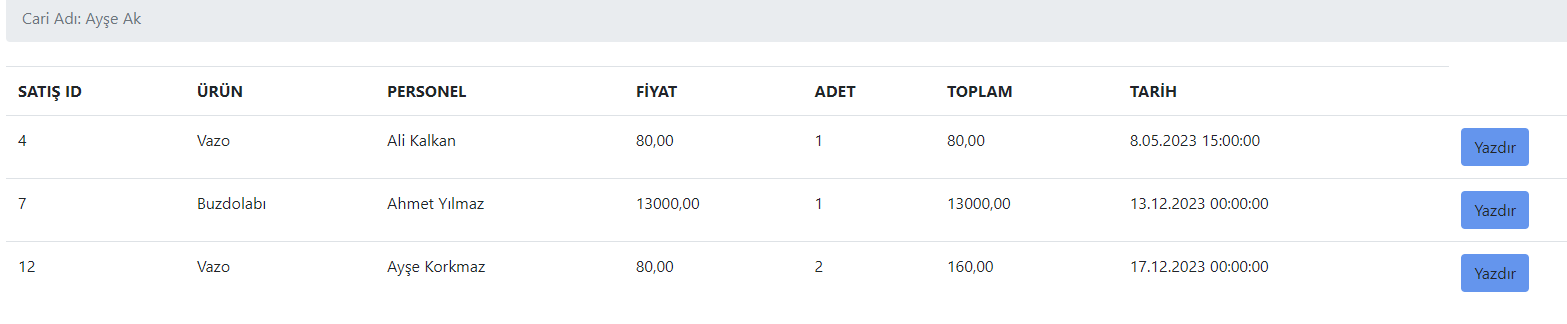 Cari Adı: Ayşe Ak
SATIŞ ID ÜRÜN PERSONEL FİYAT ADET TOPLAM TARİH
4 Vazo Ali Kalkan 80,00 1 80,00 8.05.2023 15:00:00 Yazdır
7 Buzdolabı Ahmet Yılmaz 13000,00 1 13000,00 13.12.2023 00:00:00 Yazdır
12 Vazo Ayşe Korkmaz 80,00 2 160,00 17.12.2023 00:00:00 Yazdır